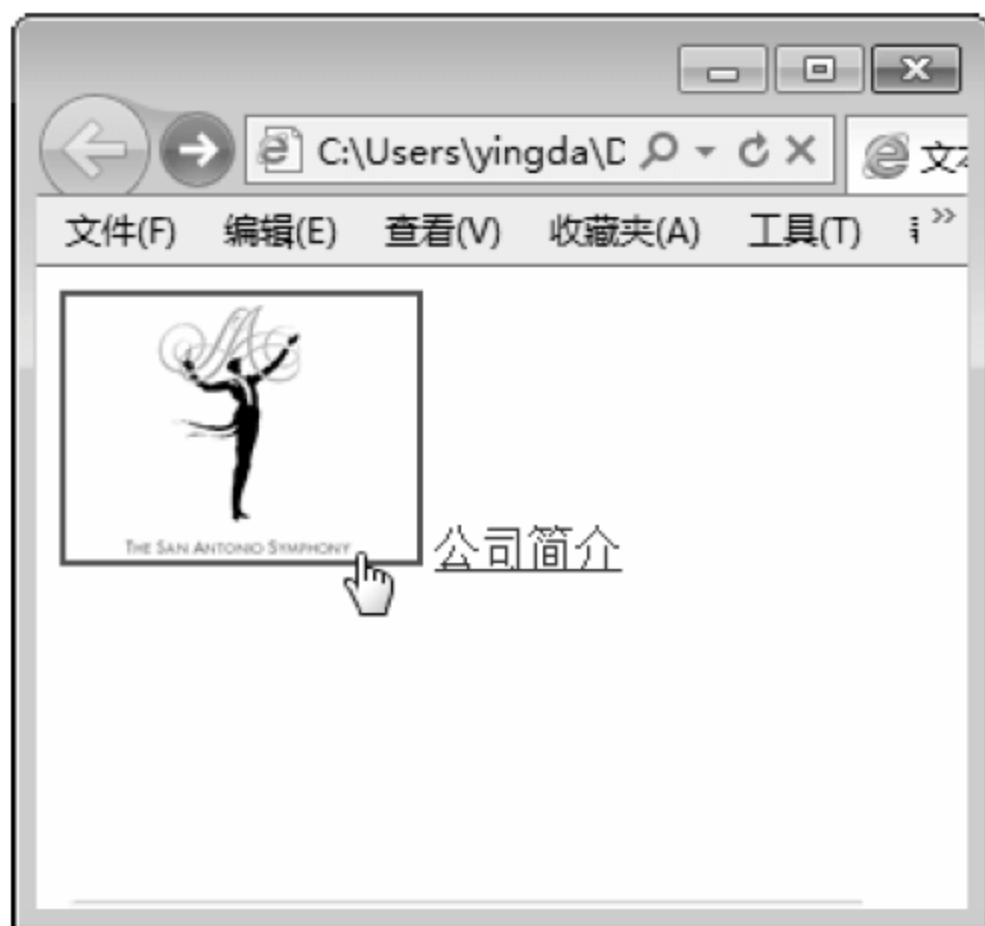 C:\Users\yingda\D
文件(F) 编辑(E) 查看(V) 收藏夹(A) 工具(T)
THE SAN ANTONIO SYMPHONY
公司简介